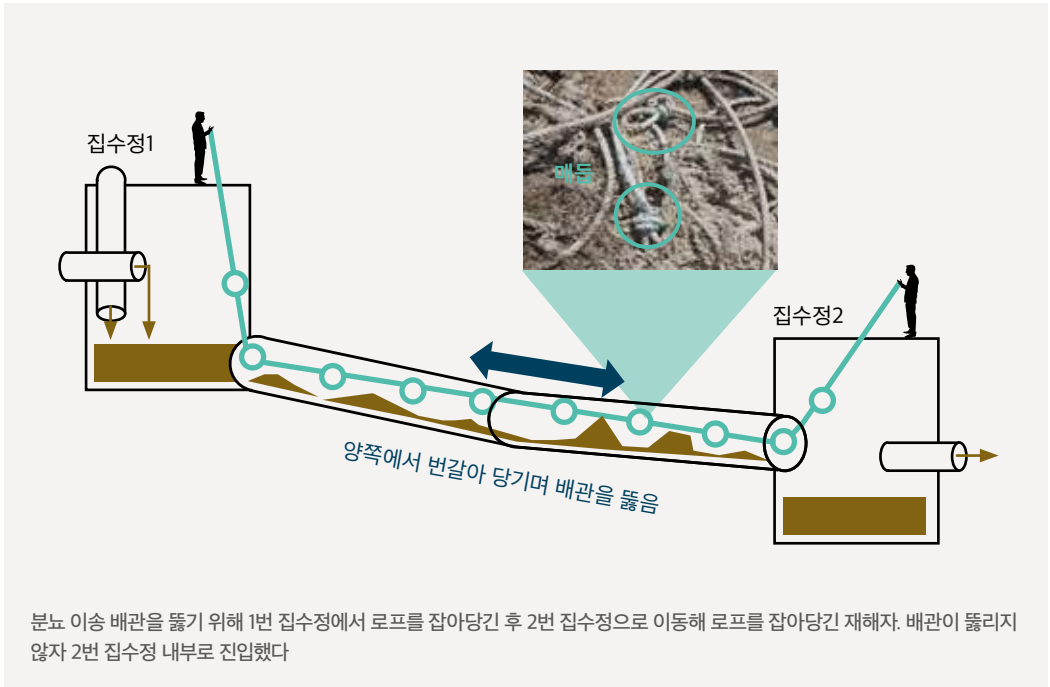 집수정1
매듭
집수정2
양쪽에서 번갈아 당기며 배관을 뚫음
분뇨 이송 배관을 뚫기 위해 1번 집수정에서 로프를 잡아당긴 후 2번 집수정으로 이동해 로프를 잡아당긴 재해자. 배관이 뚫리지
않자 2번 집수정 내부로 진입했다